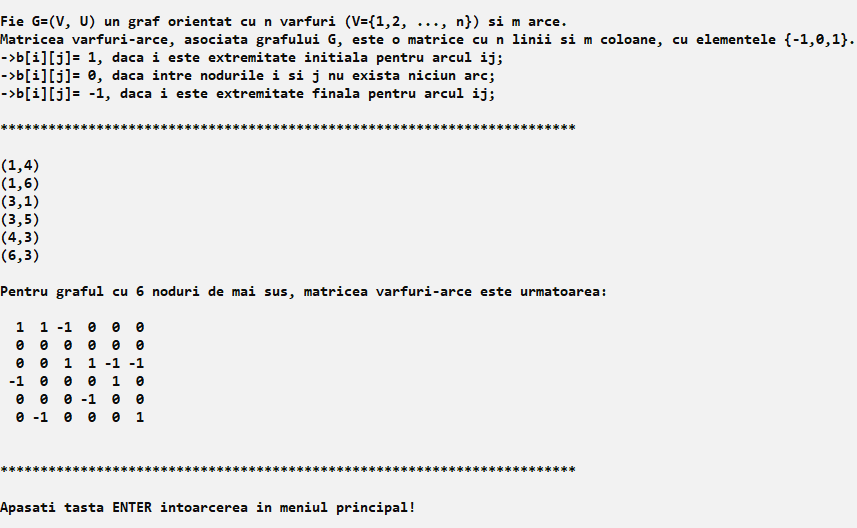 Fie G=(V, U) un graf orientat cu n varfuri (V={1,2, ..., n}) si m arce.
Matricea varfuri-arce, asociata grafului G, este o matrice cu n linii si m coloane, cu elementele {-1,0,1}.
->b[i][j]= 1, daca i este extremitate initiala pentru arcul ij;
->b[i][j]= 0, daca intre nodurile i si j nu exista niciun arc;
->b[i][j]= -1, daca i este extremitate finala pentru arcul ij;
************************************************************************
(1,4)
(1,6)
(3,1)
(3,5)
(4,3)
(6,3)
Pentru graful cu 6 noduri de mai sus, matricea varfuri-arce este urmatoarea:
1 1 -1 0 0 0
0 0 0 0 0 0
0 0 1 1 -1 -1
-1 0 0 0 1 0
0 0 0 -1 0 0
0 -1 0 0 0 1
************************************************************************
Apasati tasta ENTER intoarcerea in meniul principal!